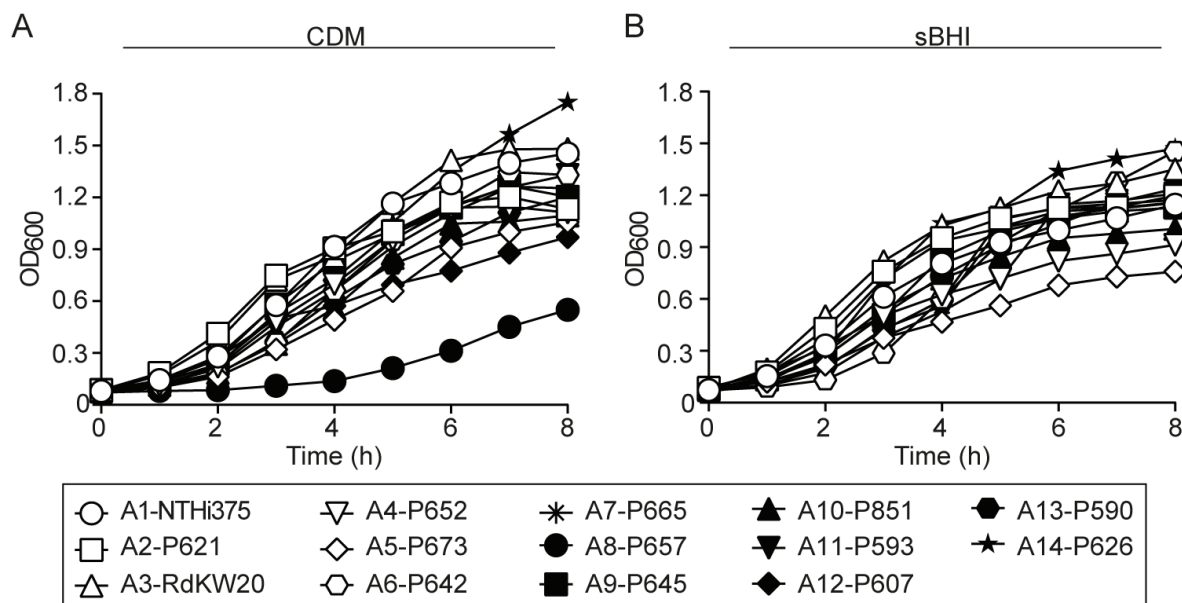 A
CDM
OD600
1.8
1.5
1.2
0.9
0.6
0.3
0
0 2 4 6 8
Time (h)
B
sBHI
OD600
1.8
1.5
1.2
0.9
0.6
0.3
0
0 2 4 6 8
Time (h)
A1-NTHi375 A4-P652 A7-P665 A10-P851 A13-P590
A2-P621 A5-P673 A8-P657 A11-P593 A14-P626
A3-RdKW20 A6-P642 A9-P645 A12-P607